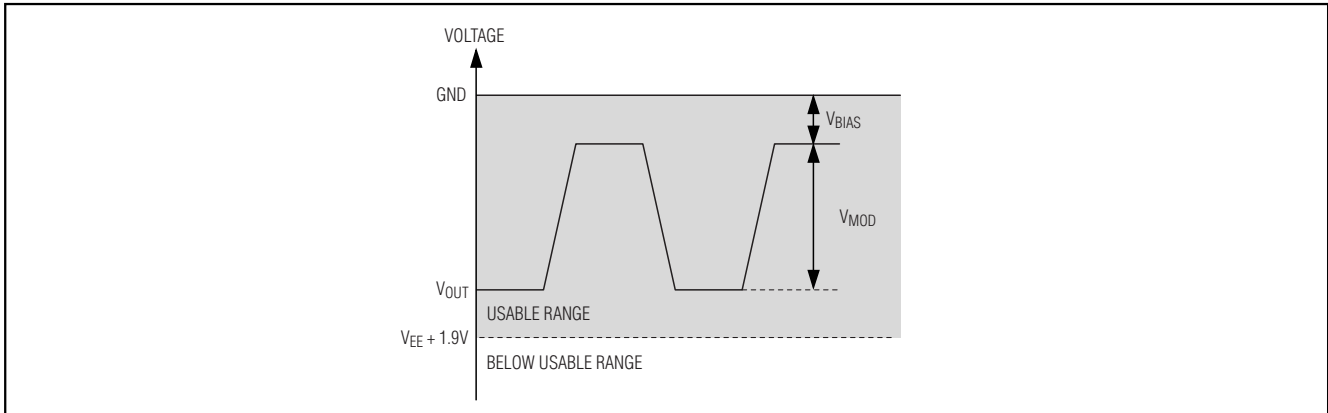 VOLTAGE
GND
VBIAS
VMOD
VOUT
USABLE RANGE
VEE + 1.9V
BELOW USABLE RANGE